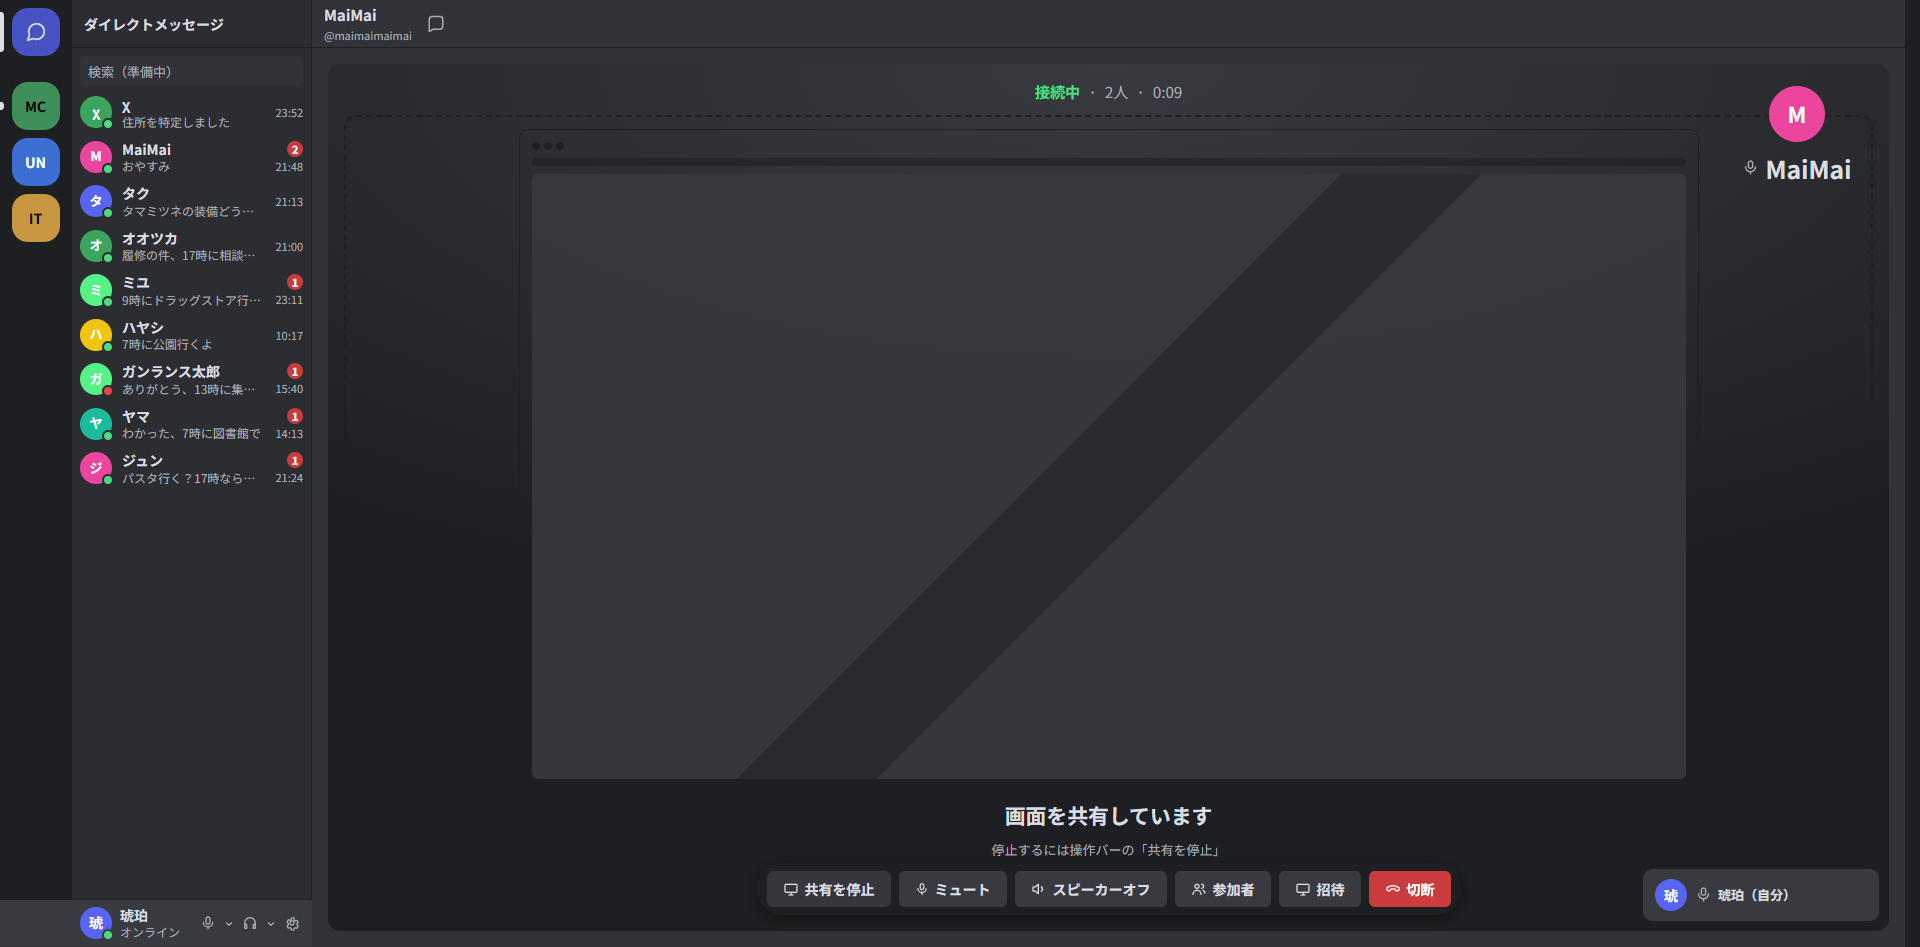 MC
UN
IT
ダイレクトメッセージ
検索（準備中）
X
住所を特定しました
23:52
X
M
MaiMai
おやすみ
2
21:48
タ
タク
タマミツネの装備どう…
21:13
オ
オオツカ
履修の件、17時に相談…
21:00
ミ
ミユ
9時にドラッグストア行…
1
23:11
ハ
ハヤシ
7時に公園行くよ
10:17
ガ
ガンランス太郎
ありがとう、13時に集…
1
15:40
ヤ
ヤマ
わかった、7時に図書館で
1
14:13
ジ
ジュン
パスタ行く？17時なら…
1
21:24
琥
琥珀
オンライン
MaiMai
@maimaimaimai
接続中 · 2人 · 0:09
M
MaiMai
画面を共有しています
停止するには操作バーの「共有を停止」
共有を停止
ミュート
スピーカーオフ
参加者
招待
切断
琥
琥珀（自分）